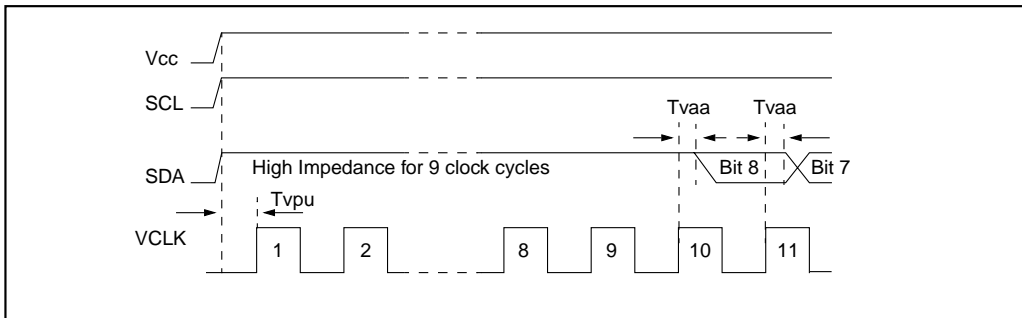 Vcc
SCL
Tvaa Tvaa
SDA
High Impedance for 9 clock cycles
Bit 8
Bit 7
Tvpu
VCLK
1 2 8 9 10 11